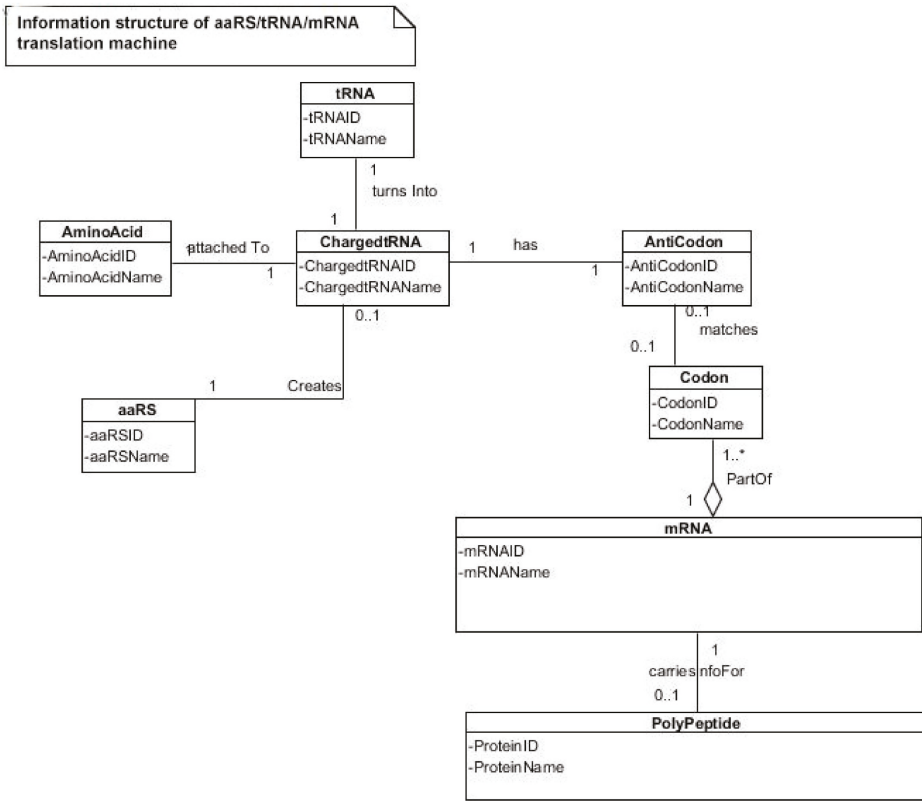 Information structure of aaRS/tRNA/mRNA
translation machine
tRNA
-tRNAID
-tRNAName
1
turns Into
1
AminoAcid
-AminoAcidID
-AminoAcidName
attached To
1
ChargedtRNA
-ChargedtRNAID
-ChargedtRNAName
1
has
1
AntiCodon
-AntiCodonID
-AntiCodonName
0..1
0..1
matches
0..1
1
Creates
aaRS
-aaRSID
-aaRSName
Codon
-CodonID
-CodonName
1..*
PartOf
1
mRNA
-mRNAID
-mRNAName
1
carriesInfoFor
0..1
PolyPeptide
-ProteinID
-ProteinName